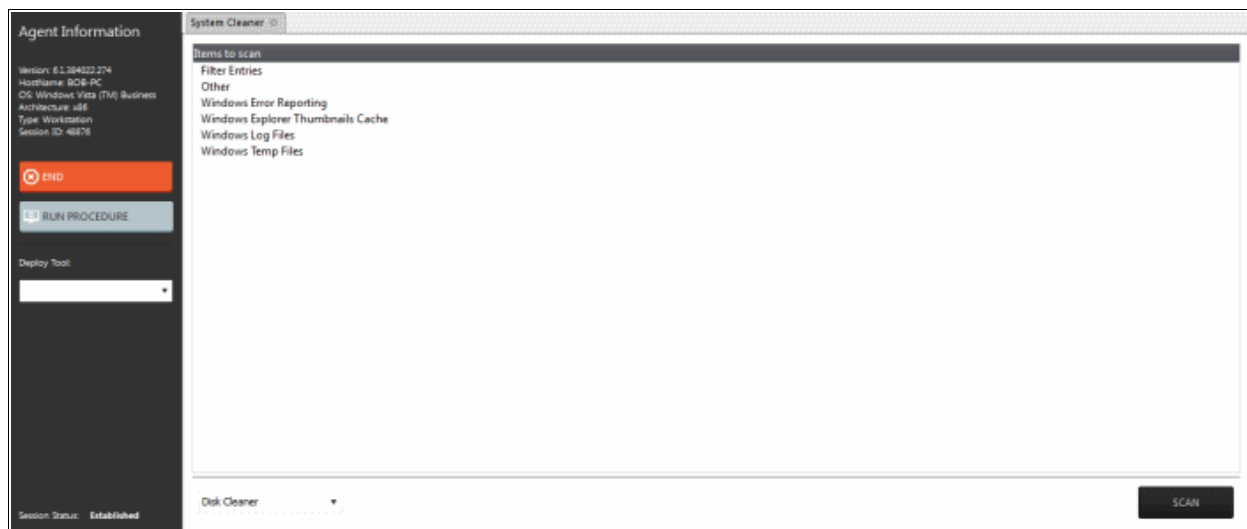 Agent Information
Version: 6.1.384022.274
HostName: BOB-PC
OS: Windows Vista (TM) Business
Architecture: x86
Type: Workstation
Session ID: 48876
END
RUN PROCEDURE
Deploy Tool:
Session Status: Established
System Cleaner
Items to scan
Filter Entries
Other
Windows Error Reporting
Windows Explorer Thumbnails Cache
Windows Log Files
Windows Temp Files
Disk Cleaner
SCAN